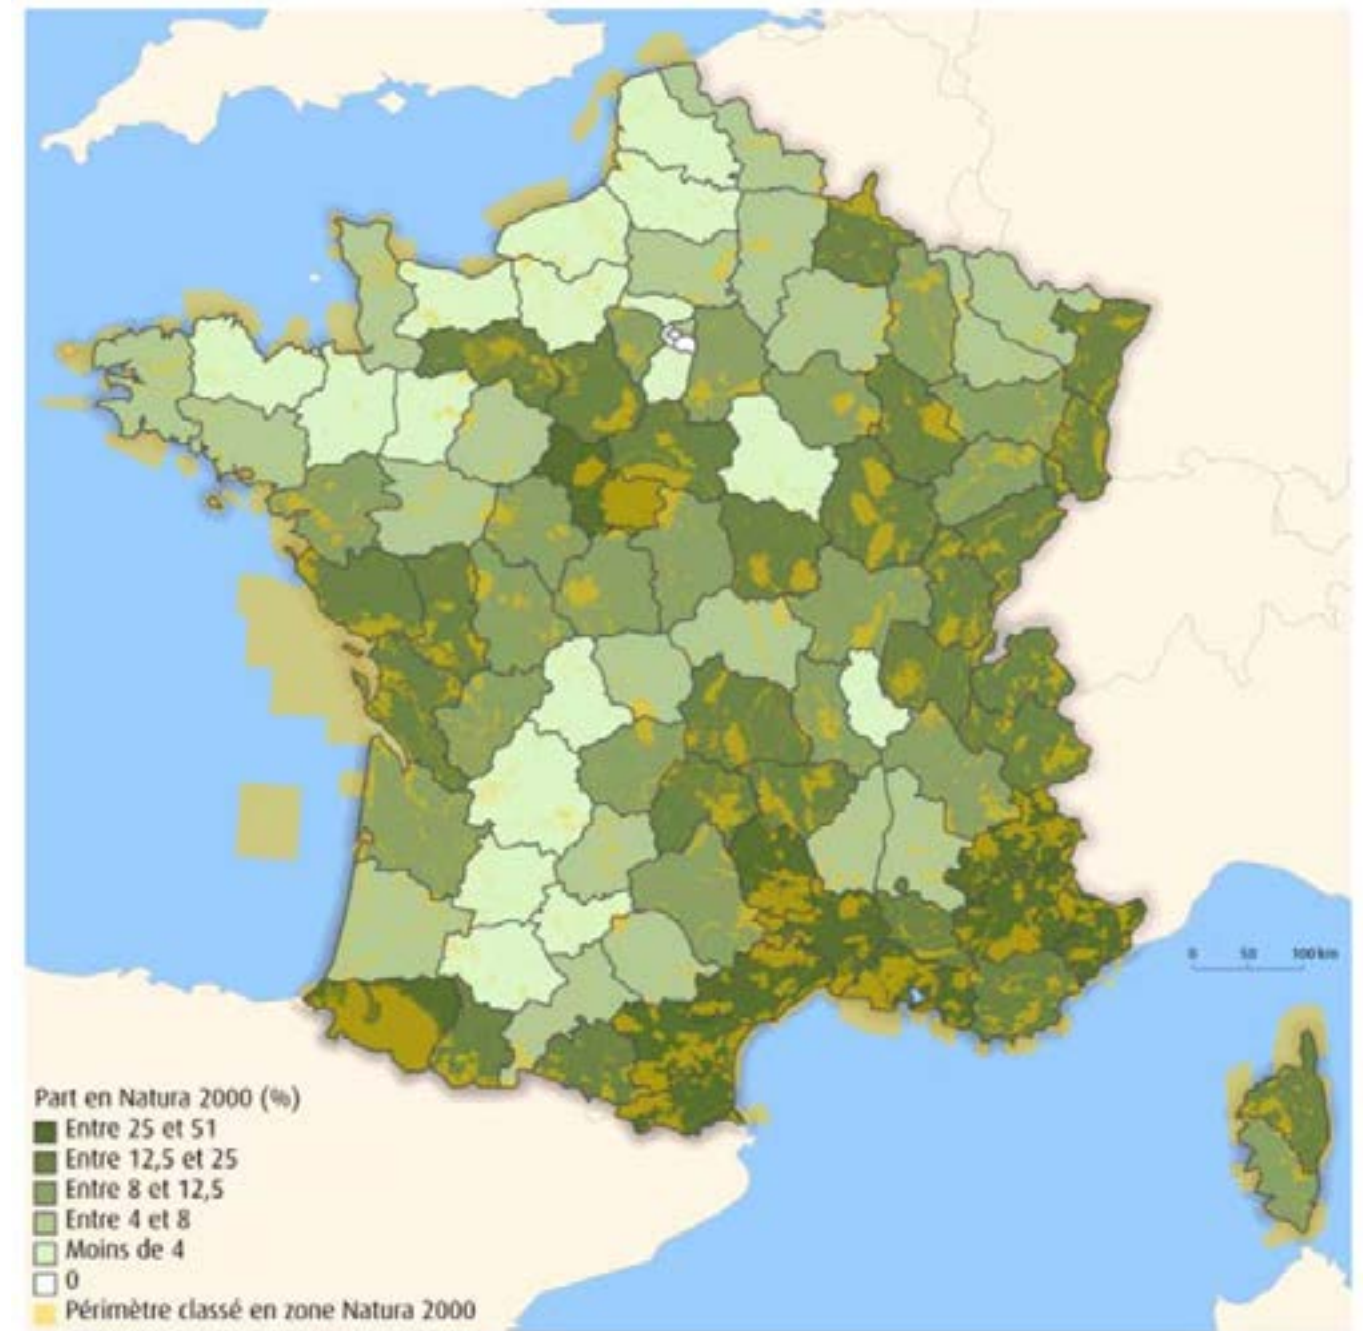 0 50 100 km
Part en Natura 2000 (%)
Entre 25 et 51
Entre 12,5 et 25
Entre 8 et 12,5
Entre 4 et 8
Moins de 4
0
Périmètre classé en zone Natura 2000